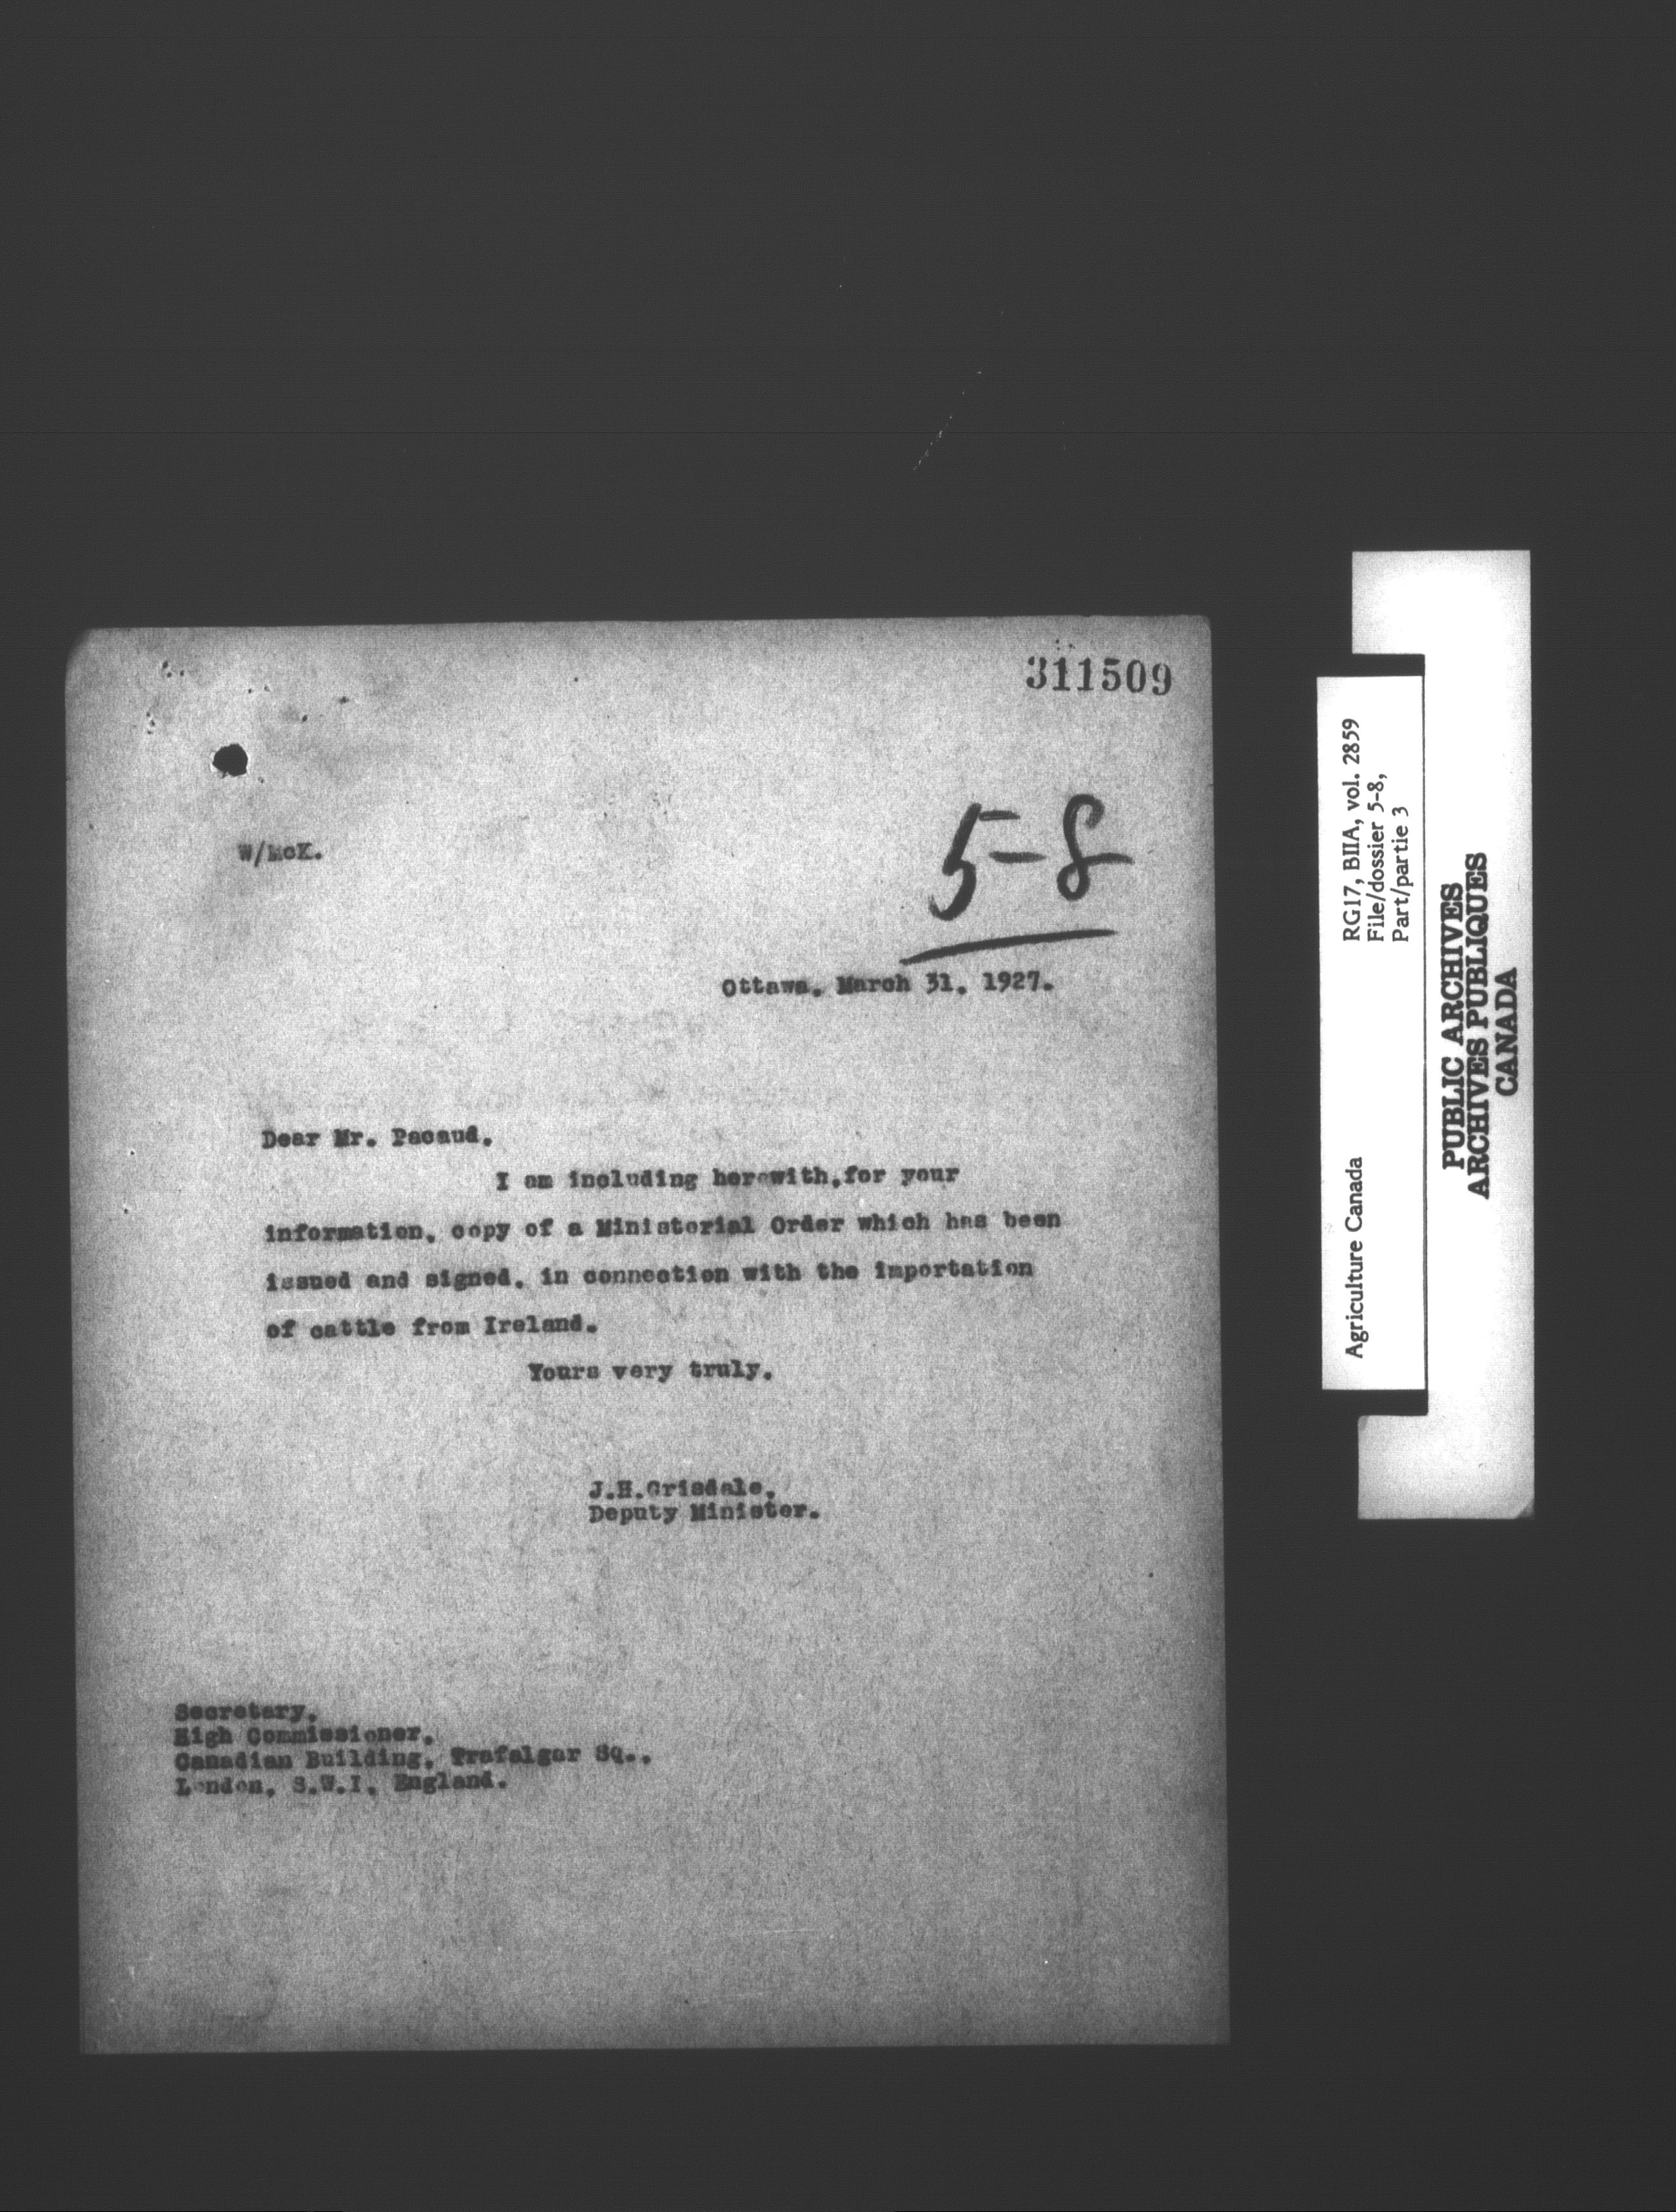 311509
W/McK.
5-8
Ottawa, March 31, 1927.
Dear Mr. Pacaud,
I am including herewith,for your
information, copy of a Ministerial Order which has been
issued and signed, in connection with the importation
of cattle from Ireland.
Yours very truly,
J.H.Grisdale,
Deputy Minister.
Secretary,
High Commissioner,
Canadian Building, Trafalgar Sq.,
London, S.W.I, England.
RG17, BIIA, vol. 2859
File/dossier 5-8,
Part/partie 3
Agriculture Canada
PUBLIC ARCHIVES
ARCHIVES PUBLIQUES
CANADA